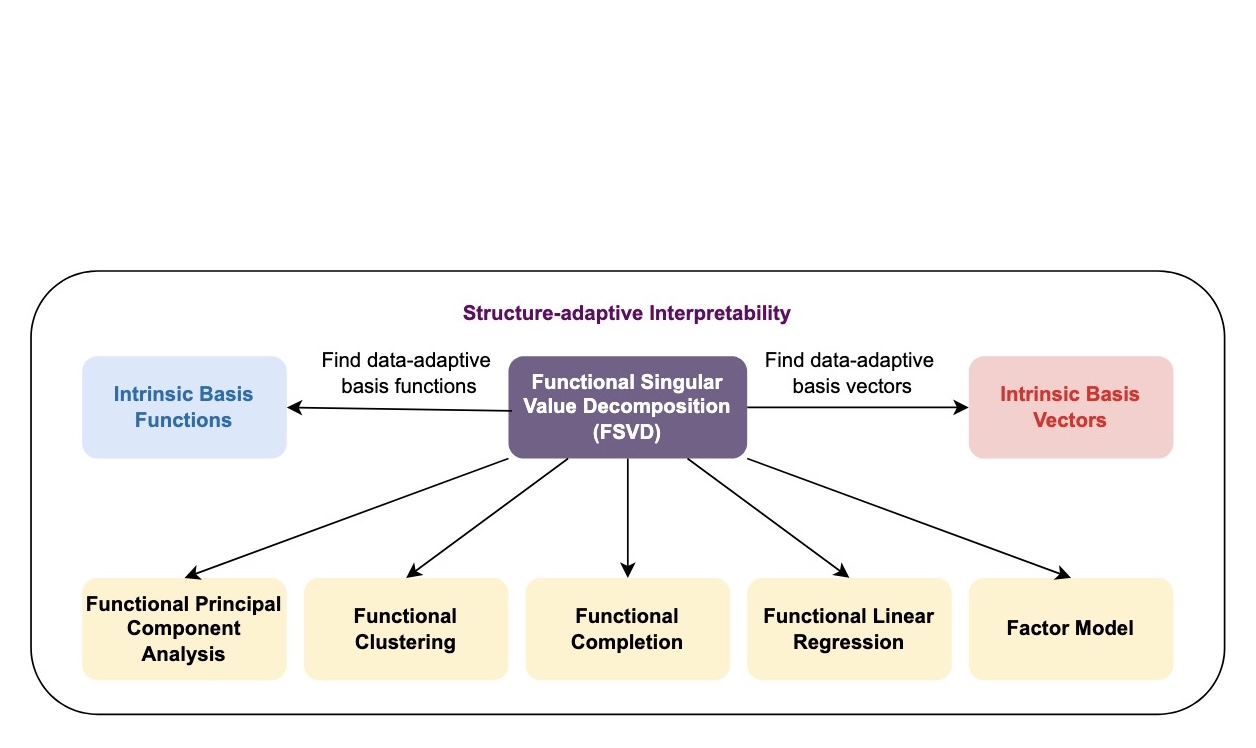 Structure-adaptive Interpretability
Intrinsic Basis
Functions
Find data-adaptive
basis functions
Functional Singular
Value Decomposition
(FSVD)
Find data-adaptive
basis vectors
Intrinsic Basis
Vectors
Functional Principal
Component
Analysis
Functional
Clustering
Functional
Completion
Functional Linear
Regression
Factor Model